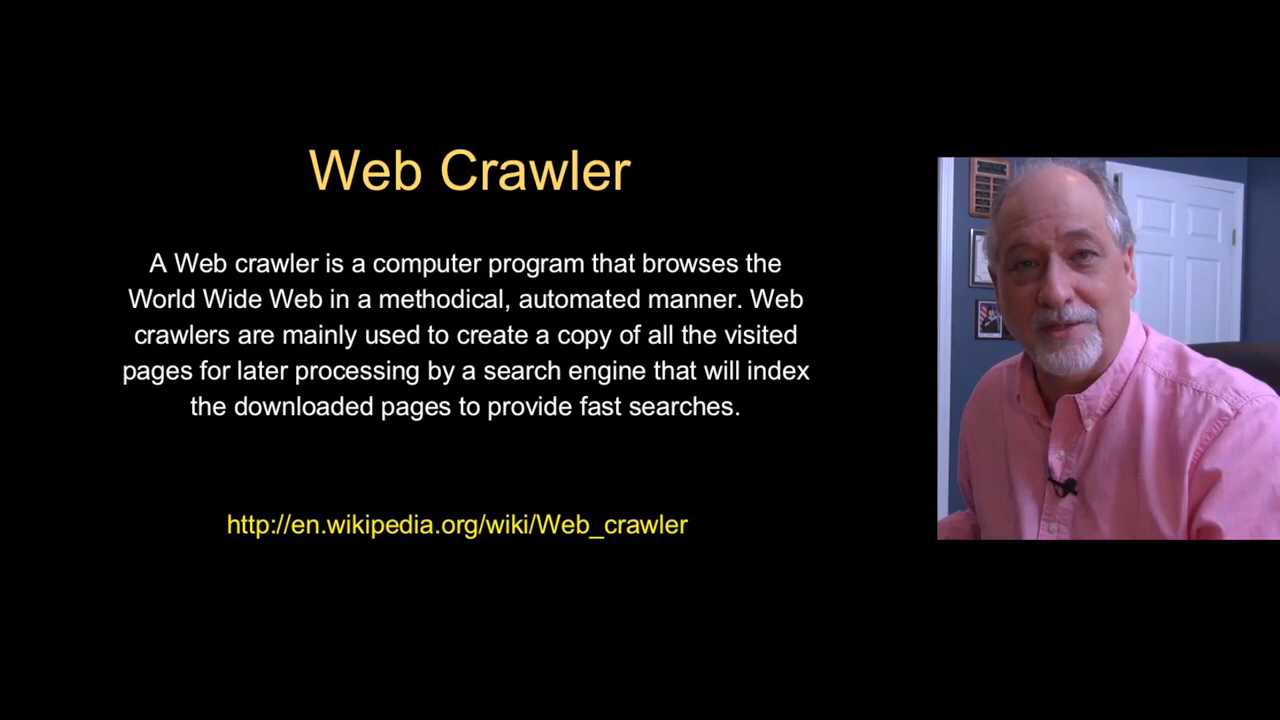 Web Crawler
A Web crawler is a computer program that browses the
World Wide Web in a methodical, automated manner. Web
crawlers are mainly used to create a copy of all the visited
pages for later processing by a search engine that will index
the downloaded pages to provide fast searches.
http://en.wikipedia.org/wiki/Web_crawler